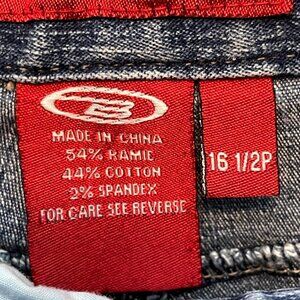 B
MADE IN CHINA
54% RAMIE
44% COTTON
2% SPANDEX
FOR CARE SEE REVERSE
16 1/2P